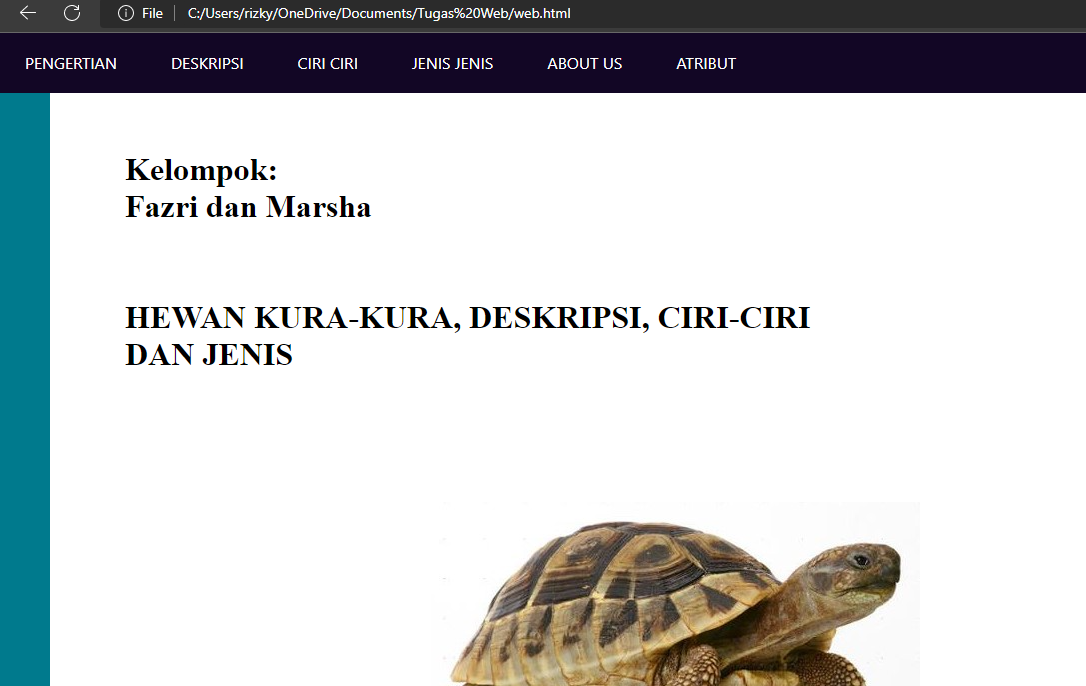 File C:/Users/rizky/OneDrive/Documents/Tugas%20Web/web.html
PENGERTIAN DESKRIPSI CIRI CIRI JENIS JENIS ABOUT US ATRIBUT
Kelompok:
Fazri dan Marsha
HEWAN KURA-KURA, DESKRIPSI, CIRI-CIRI
DAN JENIS